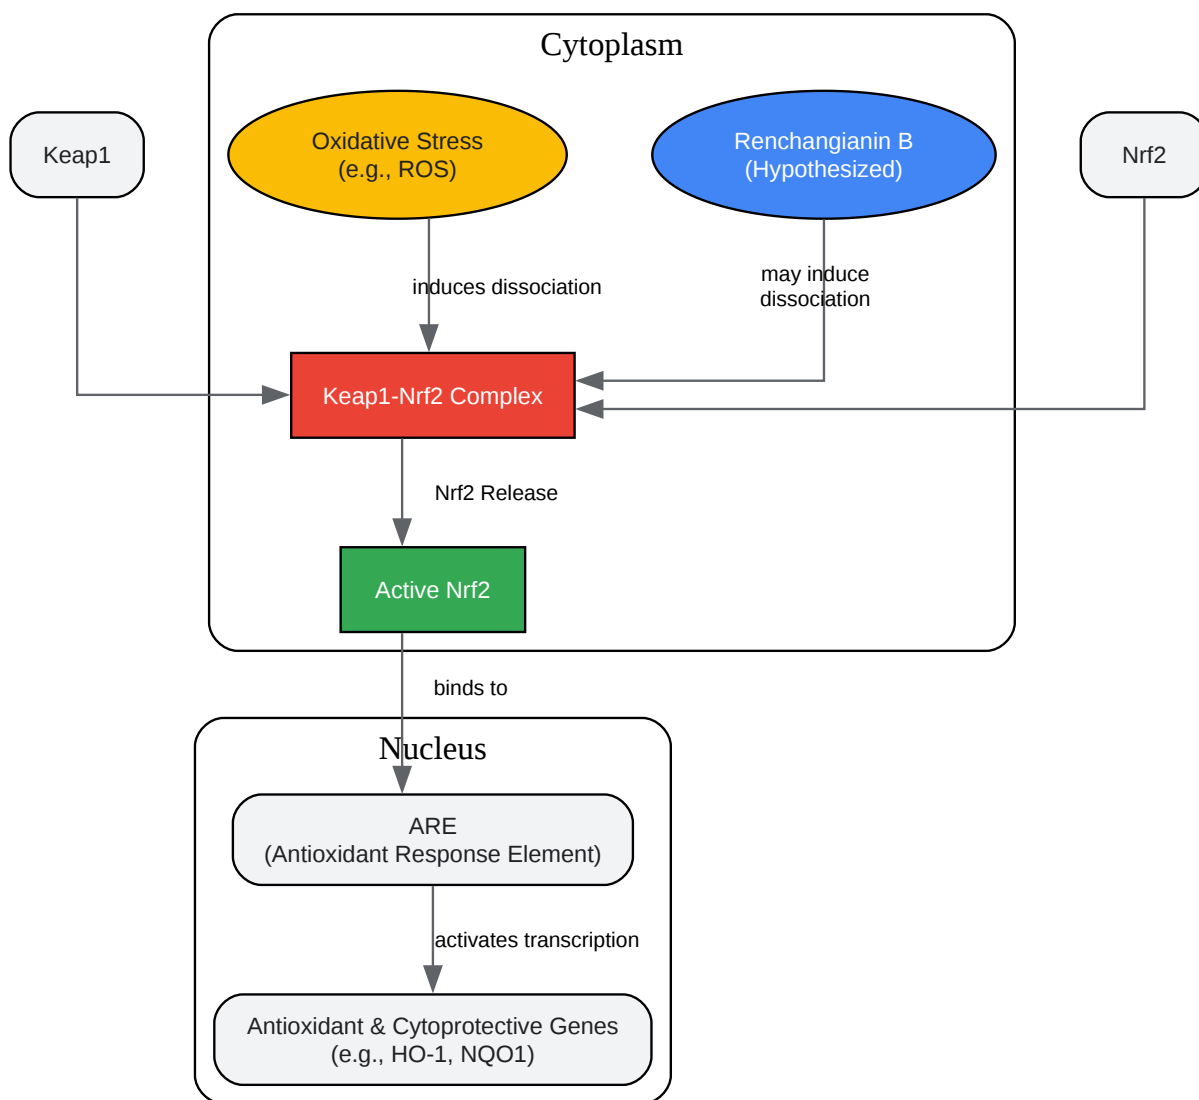 Cytoplasm
Keap1
Oxidative Stress
(e.g., ROS)
Renchangianin B
(Hypothesized)
Nrf2
induces dissociation
may induce
dissociation
Keap1-Nrf2 Complex
Nrf2 Release
Active Nrf2
binds to
Nucleus
ARE
(Antioxidant Response Element)
activates transcription
Antioxidant & Cytoprotective Genes
(e.g., HO-1, NQO1)